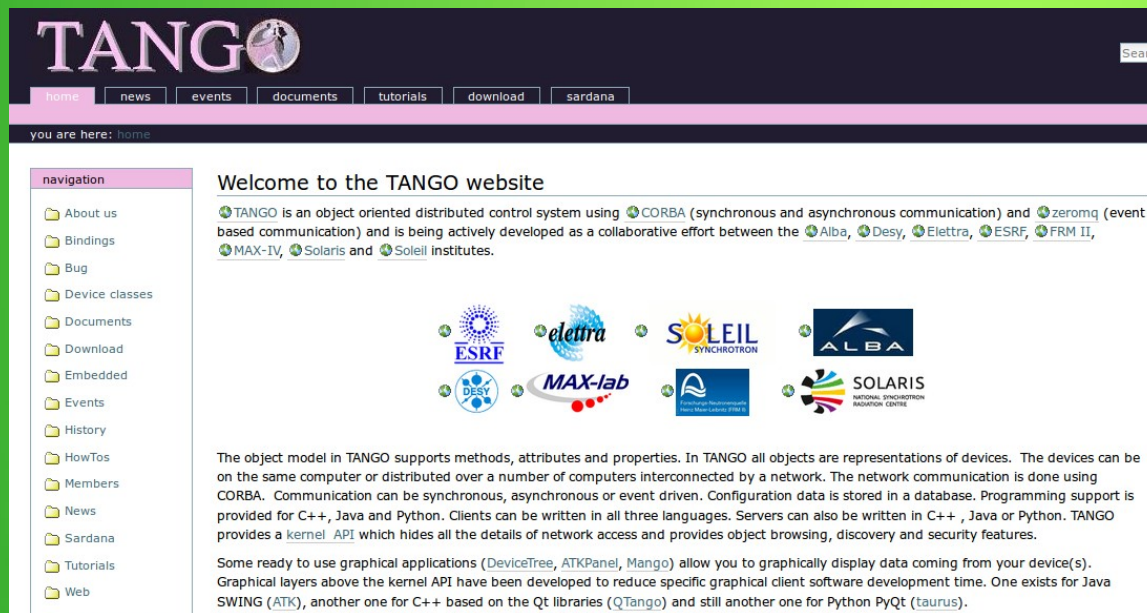 TANGO
Sear
home news events documents tutorials download sardana
you are here: home
navigation
About us
Bindings
Bug
Device classes
Documents
Download
Embedded
Events
History
HowTos
Members
News
Sardana
Tutorials
Web
Welcome to the TANGO website
TANGO is an object oriented distributed control system using CORBA (synchronous and asynchronous communication) and zeromq (event
based communication) and is being actively developed as a collaborative effort between the Alba, Desy, Elettra, ESRF, FRM II,
MAX-IV, Solaris and Soleil institutes.
ESRF
elettra
SOLEIL
SYNCHROTRON
ALBA
DESY
MAX-lab
Forschungs-Neutronenquelle
Heinz Maier-Leibnitz (FRM II)
SOLARIS
NATIONAL SYNCHROTRON
RADIATION CENTRE
The object model in TANGO supports methods, attributes and properties. In TANGO all objects are representations of devices. The devices can be
on the same computer or distributed over a number of computers interconnected by a network. The network communication is done using
CORBA. Communication can be synchronous, asynchronous or event driven. Configuration data is stored in a database. Programming support is
provided for C++, Java and Python. Clients can be written in all three languages. Servers can also be written in C++ , Java or Python. TANGO
provides a kernel API which hides all the details of network access and provides object browsing, discovery and security features.
Some ready to use graphical applications (DeviceTree, ATKPanel, Mango) allow you to graphically display data coming from your device(s).
Graphical layers above the kernel API have been developed to reduce specific graphical client software development time. One exists for Java
SWING (ATK), another one for C++ based on the Qt libraries (QTango) and still another one for Python PyQt (taurus).